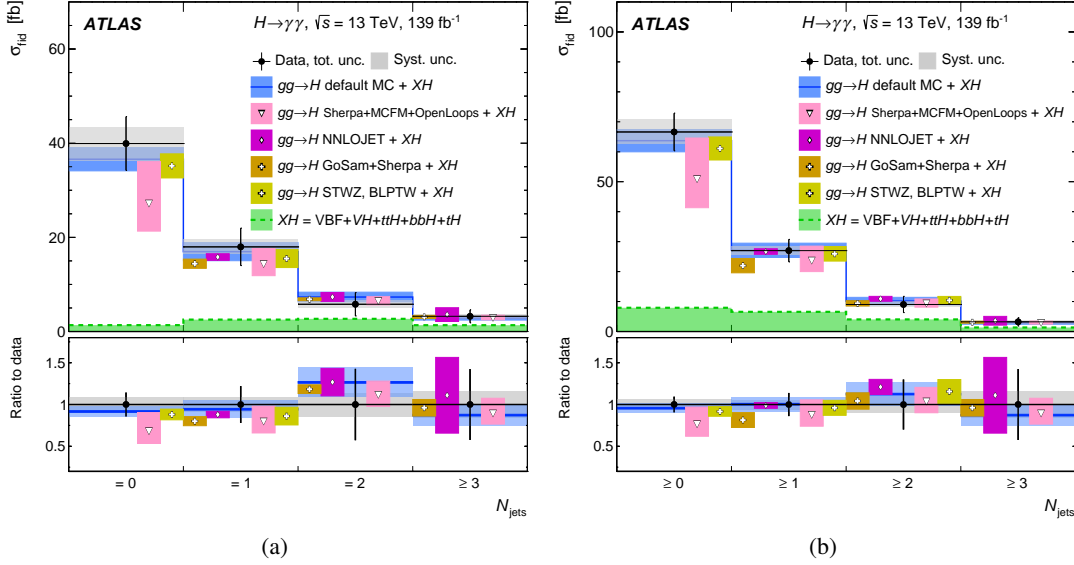 σfid [fb]
ATLAS
H→γγ, √s = 13 TeV, 139 fb-1
Data, tot. unc.
Syst. unc.
gg→H default MC + XH
gg→H Sherpa+MCFM+OpenLoops + XH
gg→H NNLOJET + XH
gg→H GoSam+Sherpa + XH
gg→H STWZ, BLPTW + XH
XH = VBF+VH+ttH+bbH+tH
60
40
20
0
Ratio to data
1.5
1
0.5
= 0
= 1
= 2
≥ 3
Njets
(a)
σfid [fb]
ATLAS
H→γγ, √s = 13 TeV, 139 fb-1
Data, tot. unc.
Syst. unc.
gg→H default MC + XH
gg→H Sherpa+MCFM+OpenLoops + XH
gg→H NNLOJET + XH
gg→H GoSam+Sherpa + XH
gg→H STWZ, BLPTW + XH
XH = VBF+VH+ttH+bbH+tH
100
50
0
Ratio to data
1.5
1
0.5
≥ 0
≥ 1
≥ 2
≥ 3
Njets
(b)